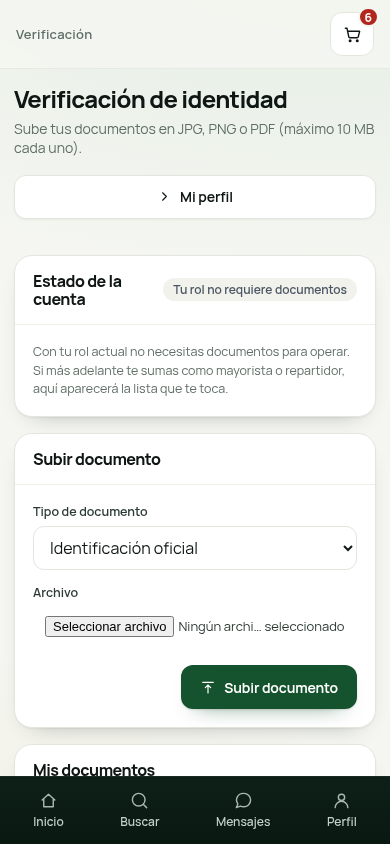 Verificación
6
Verificación de identidad
Sube tus documentos en JPG, PNG o PDF (máximo 10 MB
cada uno).
Mi perfil
Estado de la
cuenta
Tu rol no requiere documentos
Con tu rol actual no necesitas documentos para operar.
Si más adelante te sumas como mayorista o repartidor,
aquí aparecerá la lista que te toca.
Subir documento
Tipo de documento
Identificación oficial
Archivo
Seleccionar archivo Ningún archi... seleccionado
Subir documento
Mis documentos
Inicio Buscar Mensajes Perfil